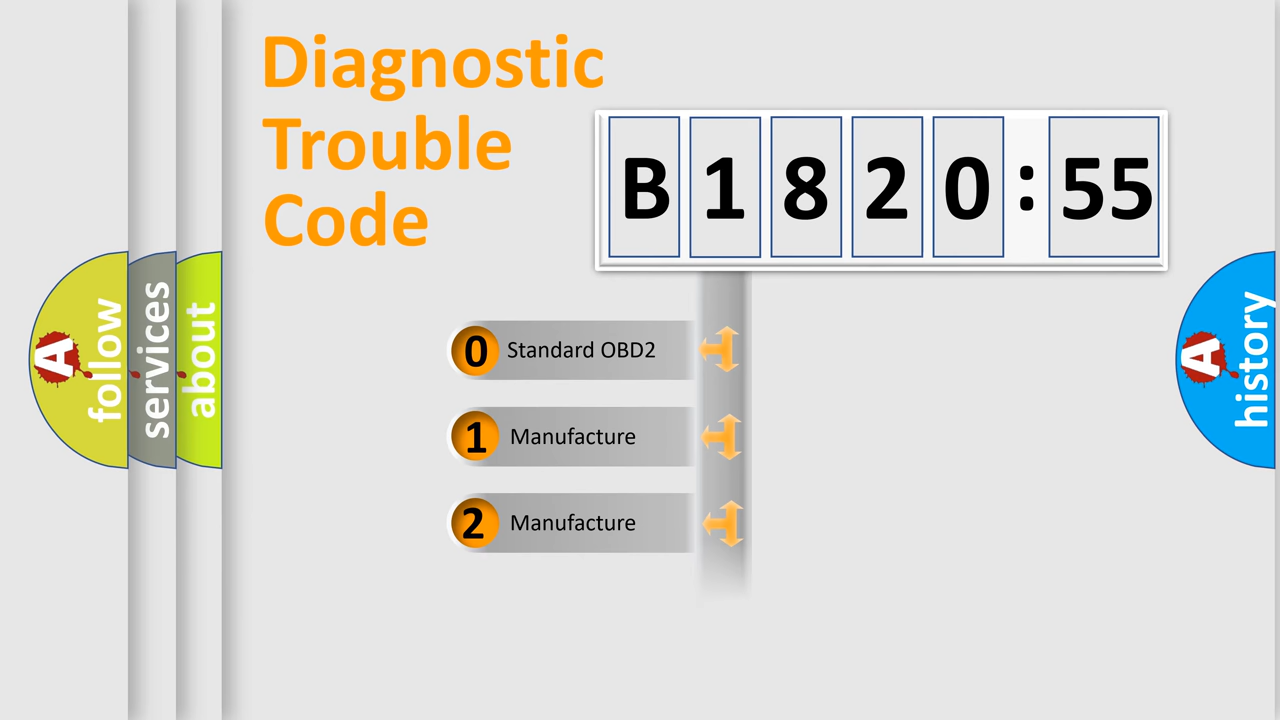 Diagnostic
Trouble
Code
B 1 8 2 0 : 55
0 Standard OBD2
1 Manufacture
2 Manufacture
A follow
services
about
A history